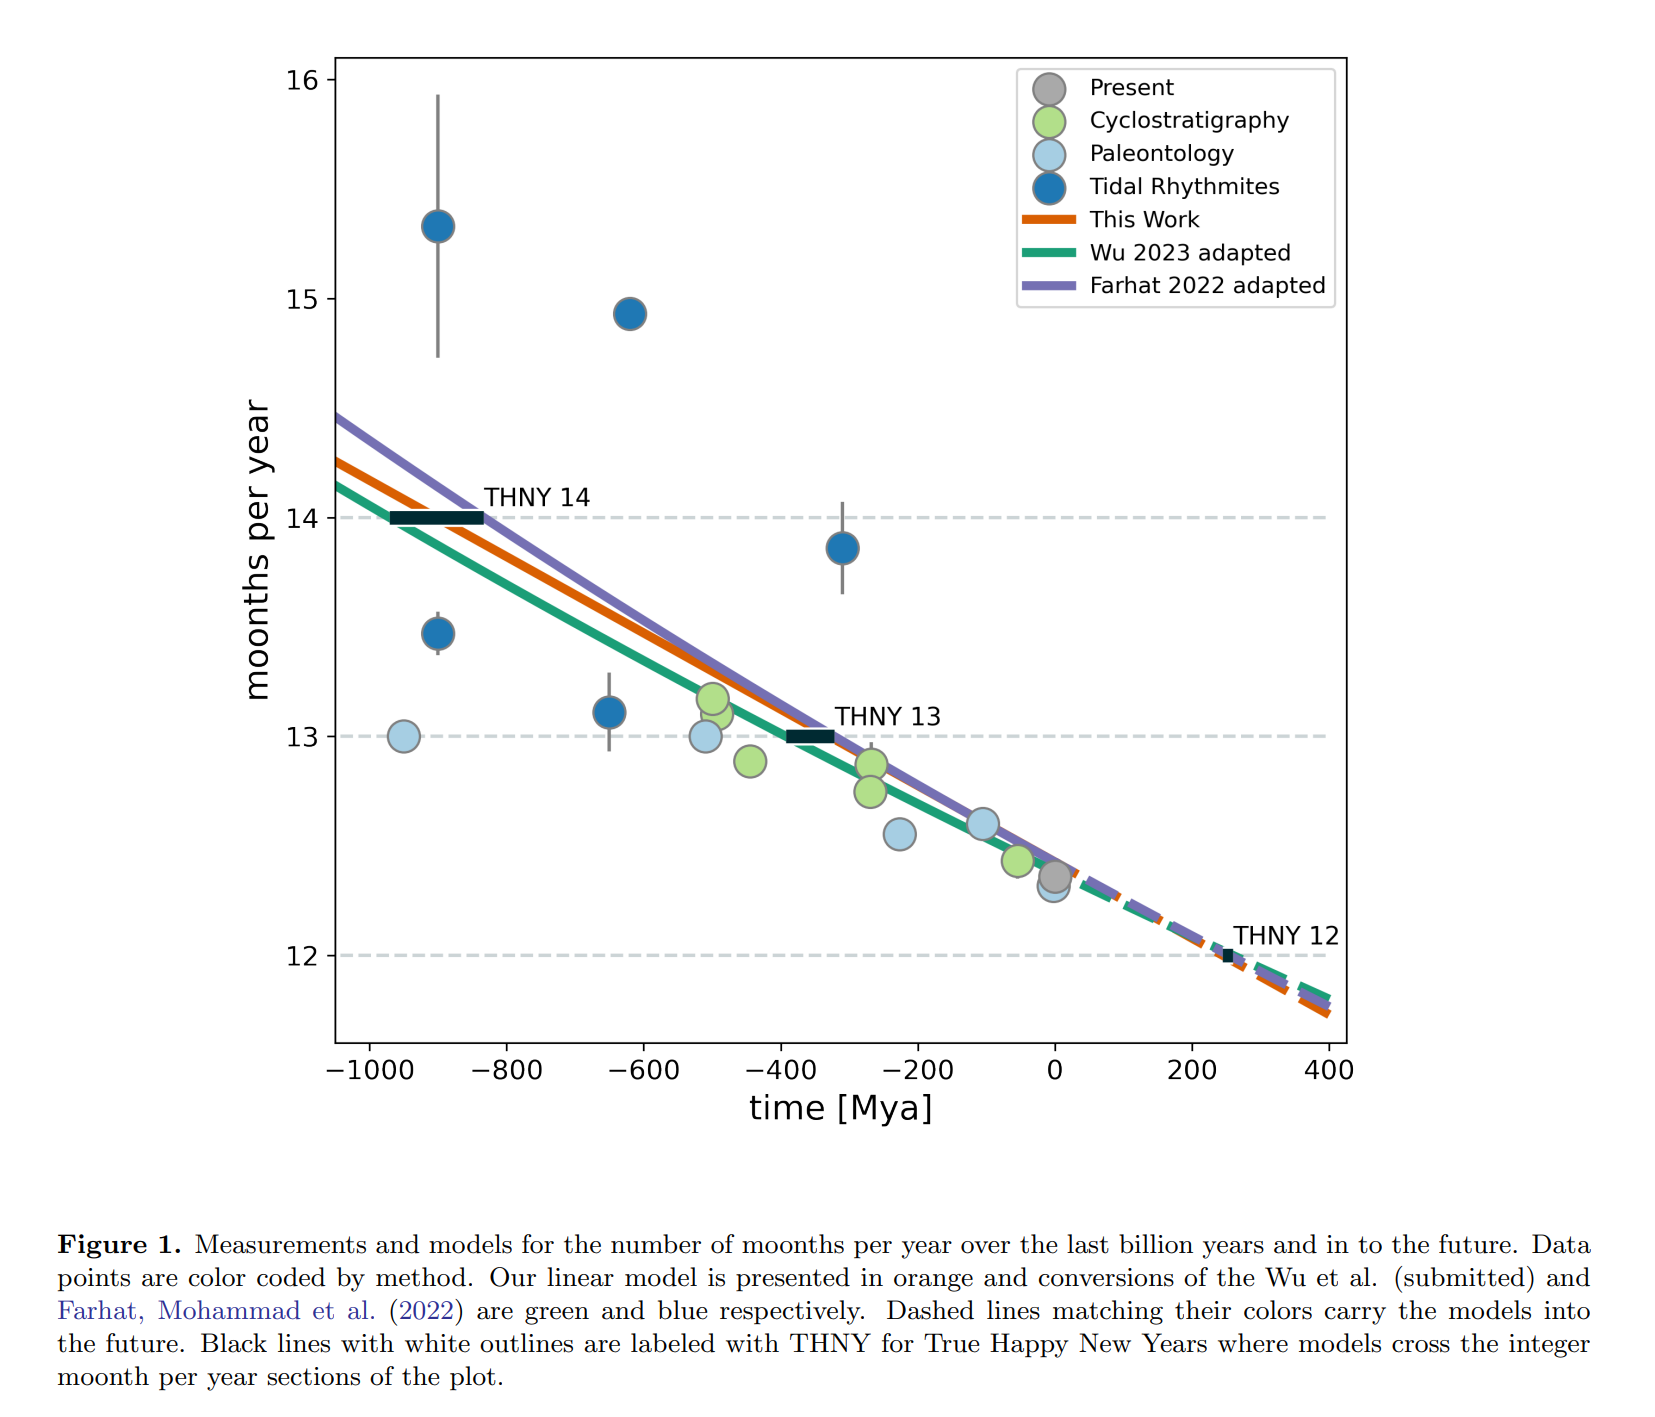 16
15
14
13
12
moonths per year
Present
Cyclostratigraphy
Paleontology
Tidal Rhythmites
This Work
Wu 2023 adapted
Farhat 2022 adapted
THNY 14
THNY 13
THNY 12
−1000
−800
−600
−400
−200
0
200
400
time [Mya]
Figure 1. Measurements and models for the number of moonths per year over the last billion years and in to the future. Data
points are color coded by method. Our linear model is presented in orange and conversions of the Wu et al. (submitted) and
Farhat, Mohammad et al. (2022) are green and blue respectively. Dashed lines matching their colors carry the models into
the future. Black lines with white outlines are labeled with THNY for True Happy New Years where models cross the integer
moonth per year sections of the plot.